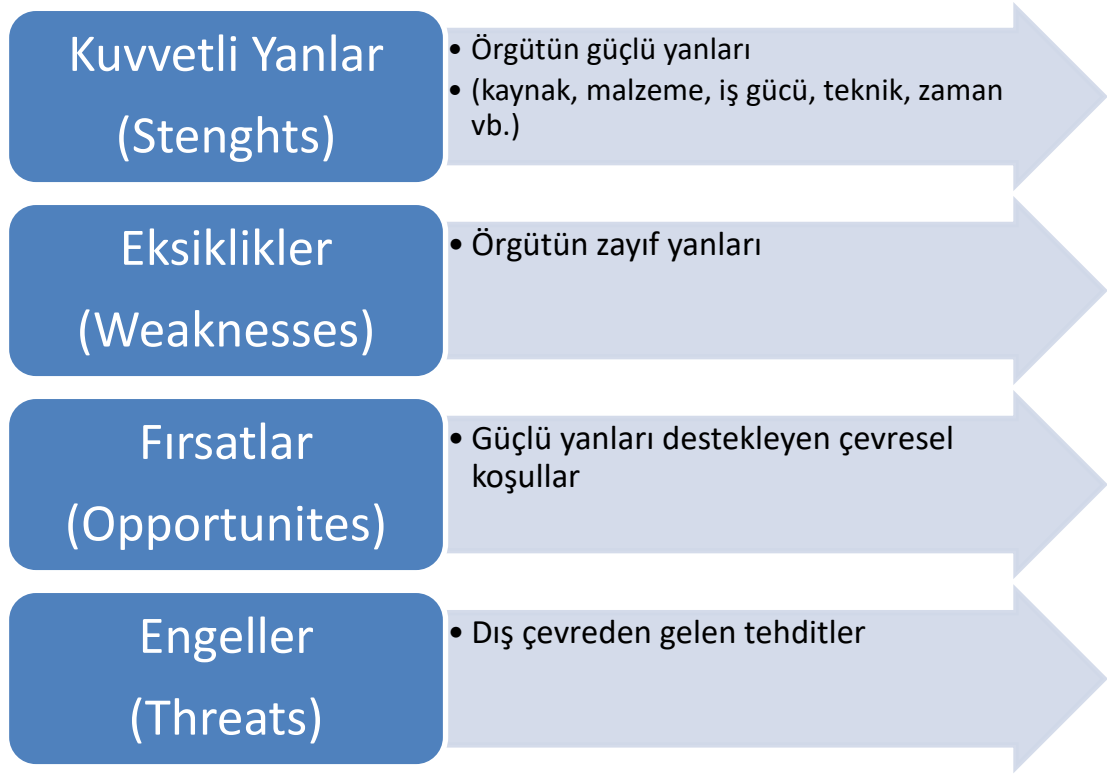 Kuvvetli Yanlar
(Stenghts)
• Örgütün güçlü yanları
• (kaynak, malzeme, iş gücü, teknik, zaman
vb.)
Eksiklikler
(Weaknesses)
• Örgütün zayıf yanları
Fırsatlar
(Opportunites)
• Güçlü yanları destekleyen çevresel
koşullar
Engeller
(Threats)
• Dış çevreden gelen tehditler